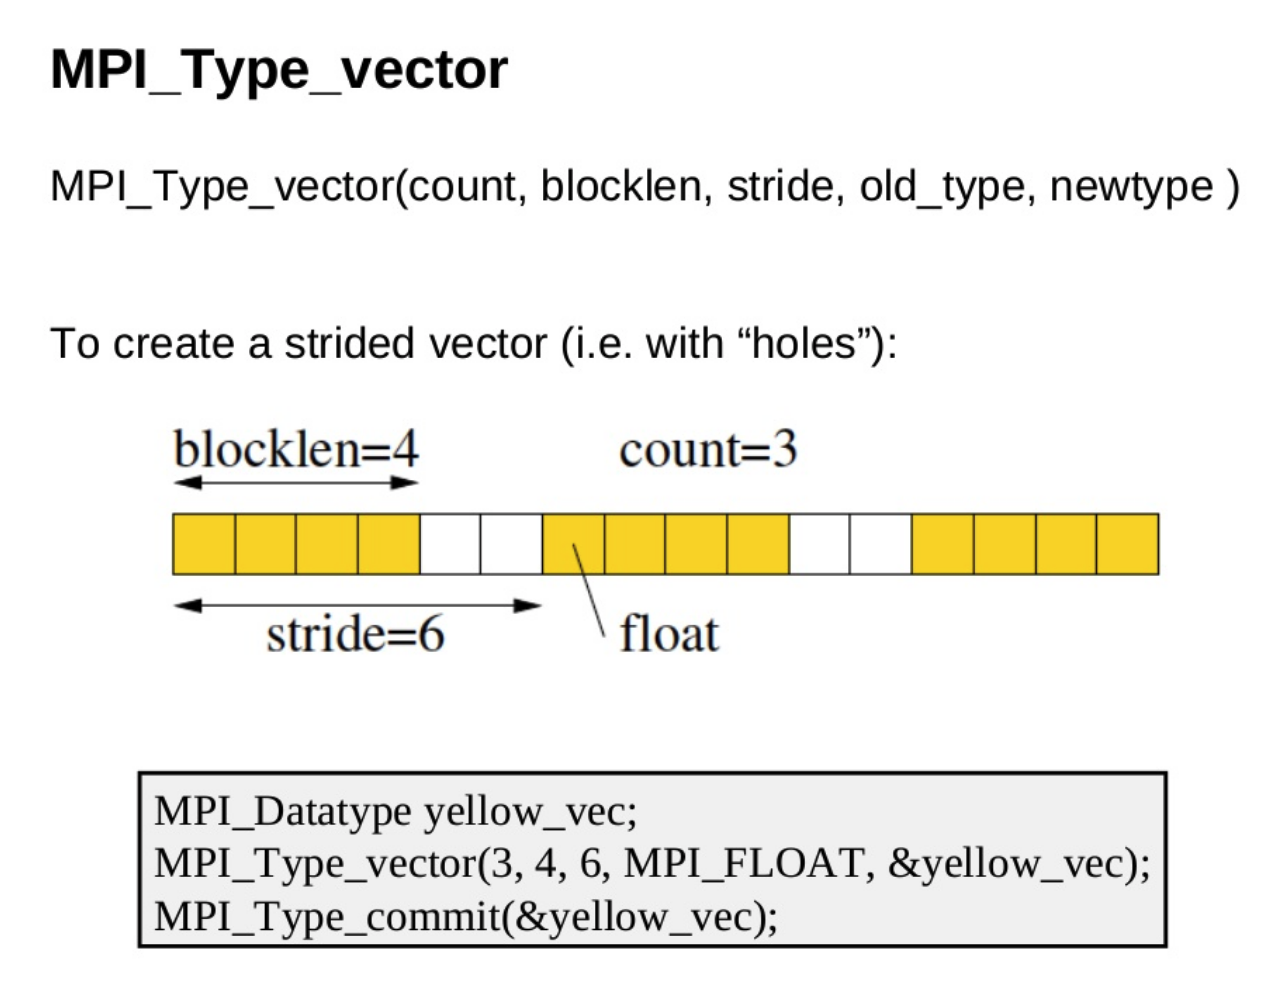 MPI_Type_vector
MPI_Type_vector(count, blocklen, stride, old_type, newtype )
To create a strided vector (i.e. with “holes”):
blocklen=4
count=3
stride=6
float
MPI_Datatype yellow_vec;
MPI_Type_vector(3, 4, 6, MPI_FLOAT, &yellow_vec);
MPI_Type_commit(&yellow_vec);